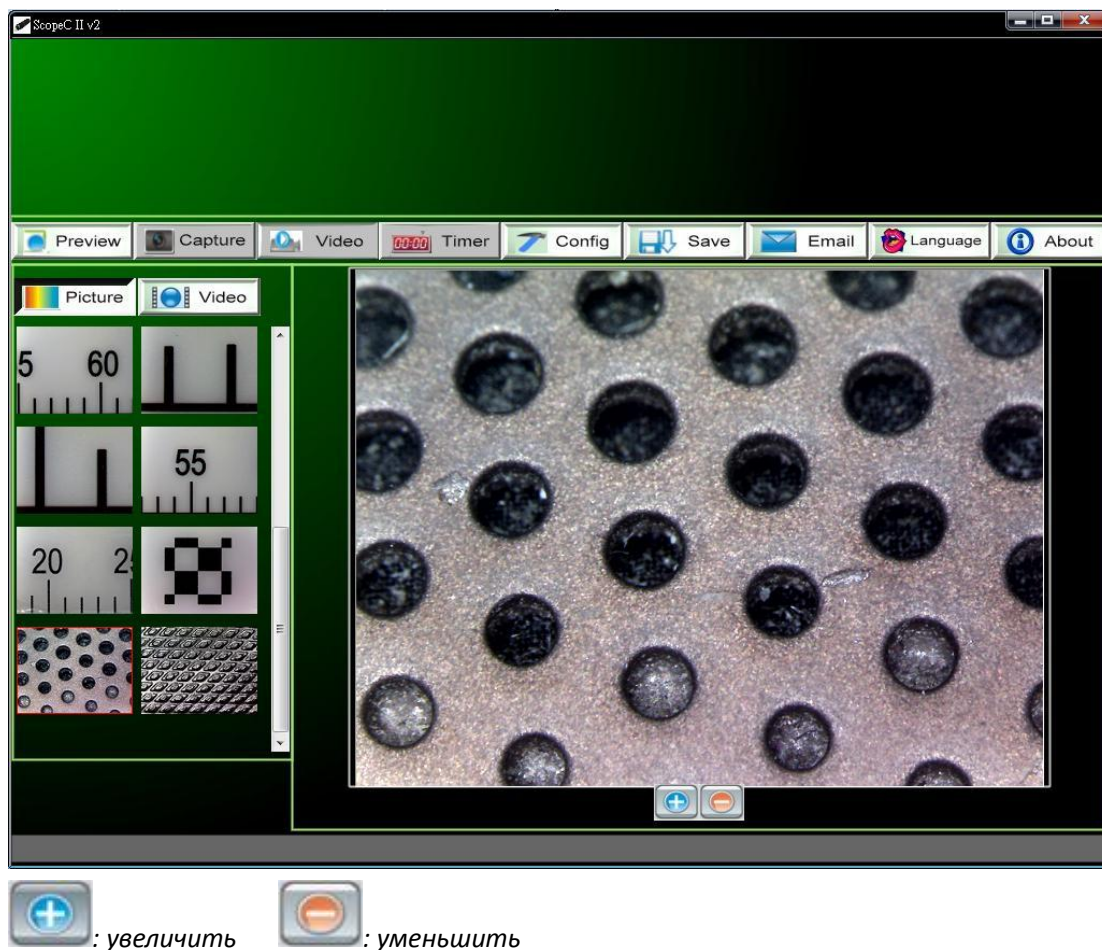 ScopeC II v2
Preview Capture Video 00:00 Timer Config Save Email Language About
Picture Video
5 60
55
20 2
: увеличить : уменьшить